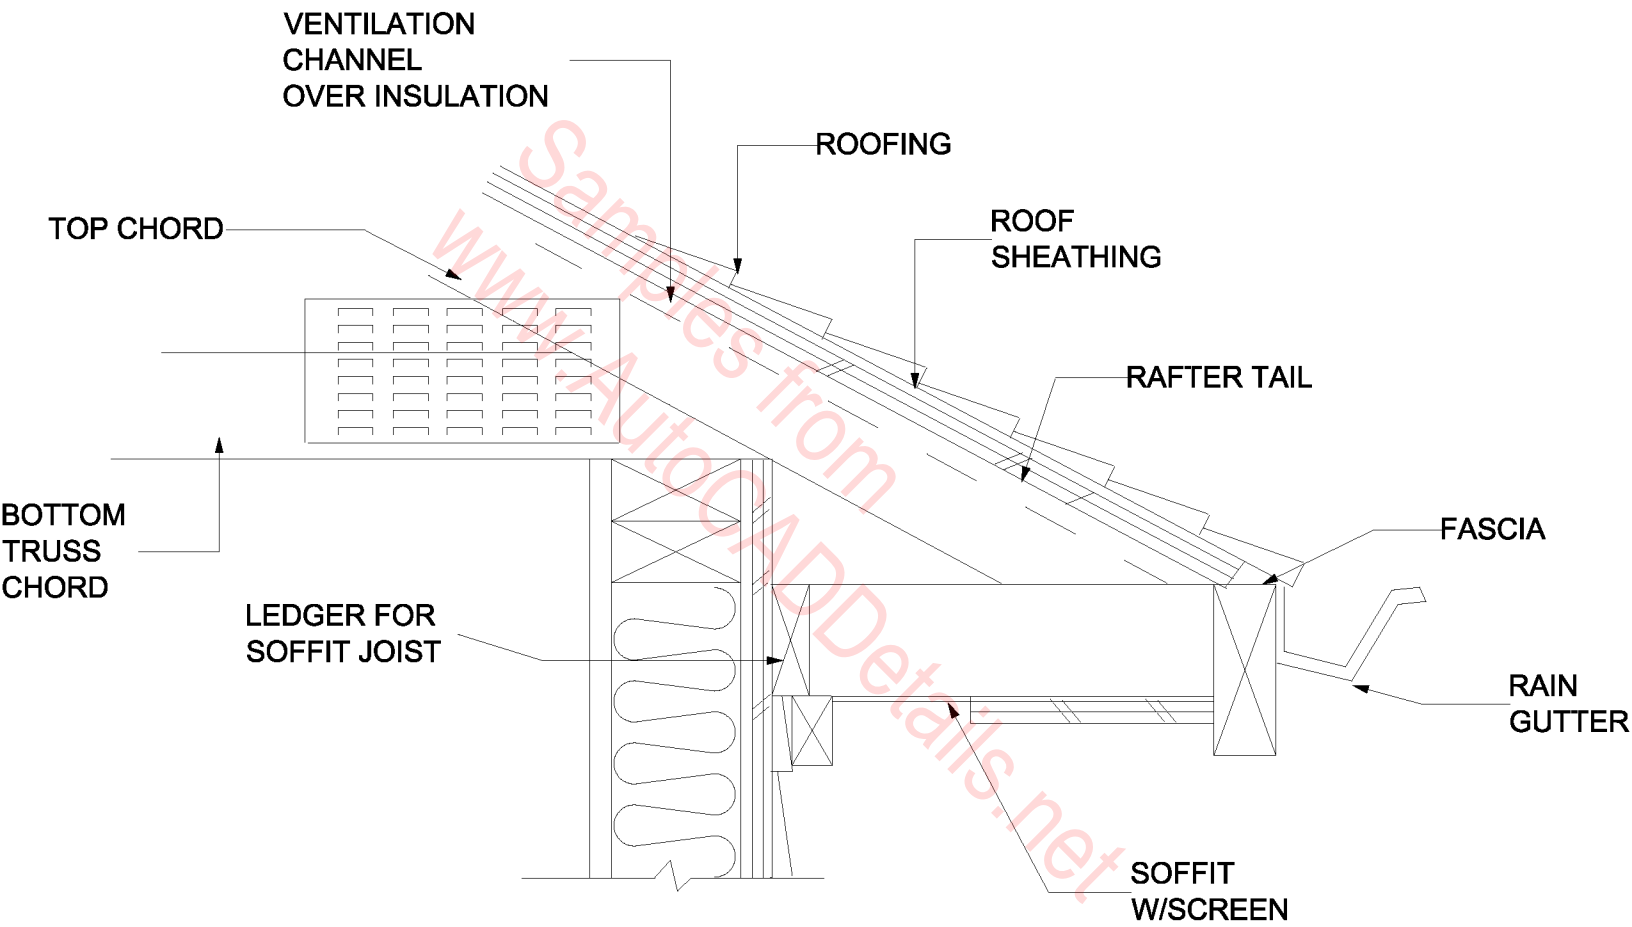 VENTILATION
CHANNEL
OVER INSULATION
ROOFING
TOP CHORD
ROOF
SHEATHING
RAFTER TAIL
BOTTOM
TRUSS
CHORD
FASCIA
LEDGER FOR
SOFFIT JOIST
RAIN
GUTTER
SOFFIT
W/SCREEN
Samples from
www.AutoCADDetails.net